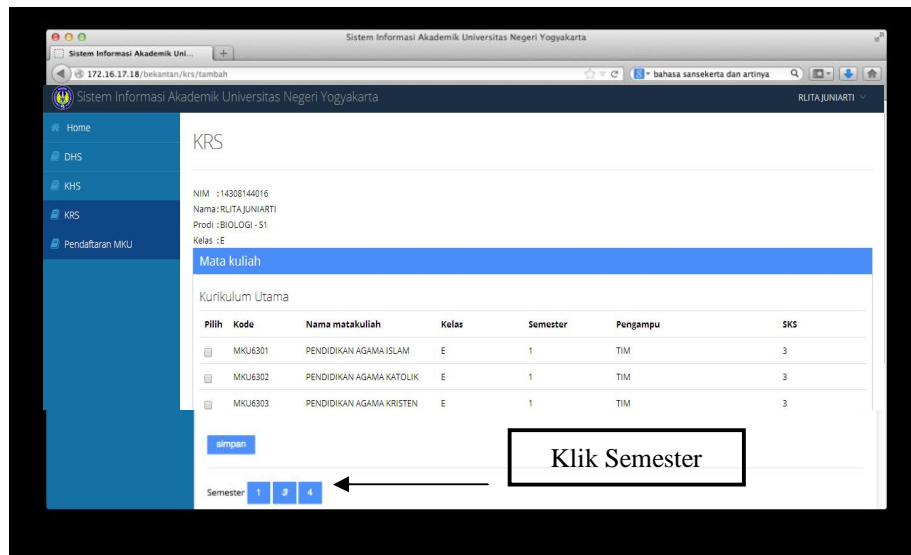 Sistem Informasi Akademik Universitas Negeri Yogyakarta
Sistem Informasi Akademik Uni...
172.16.17.18/bekantan/krs/tambah
bahasa sansekerta dan artinya
Sistem Informasi Akademik Universitas Negeri Yogyakarta
RLITA JUNIARTI
Home
DHS
KHS
KRS
Pendaftaran MKU
KRS
NIM :14308144016
Nama:RLITA JUNIARTI
Prodi :BIOLOGI - S1
Kelas :E
Mata kuliah
Kurikulum Utama
Pilih Kode Nama matakuliah Kelas Semester Pengampu SKS
MKU6301 PENDIDIKAN AGAMA ISLAM E 1 TIM 3
MKU6302 PENDIDIKAN AGAMA KATOLIK E 1 TIM 3
MKU6303 PENDIDIKAN AGAMA KRISTEN E 1 TIM 3
simpan
Klik Semester
Semester 1 4